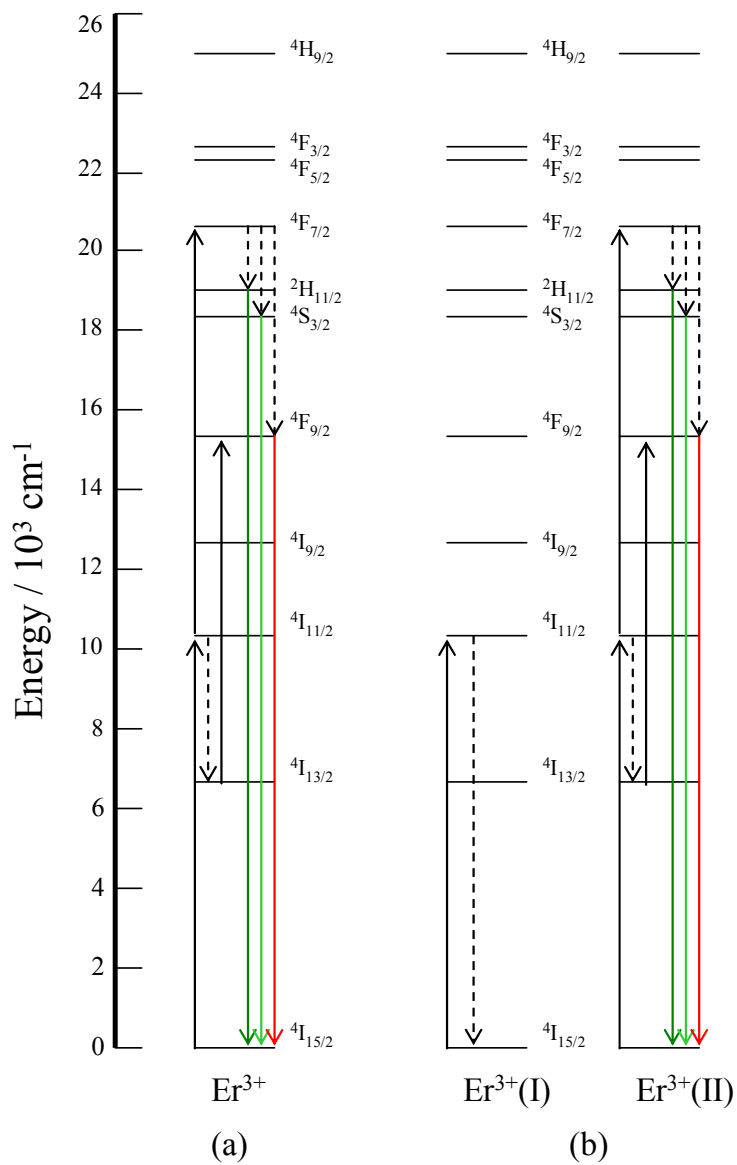 26
24
22
20
18
16
14
12
10
8
6
4
2
0
Energy / 10³ cm⁻¹
⁴H₉/₂
⁴F₃/₂
⁴F₅/₂
⁴F₇/₂
²H₁₁/₂
⁴S₃/₂
⁴F₉/₂
⁴I₉/₂
⁴I₁₁/₂
⁴I₁₃/₂
⁴I₁₅/₂
Er³⁺
(a)
⁴H₉/₂
⁴F₃/₂
⁴F₅/₂
⁴F₇/₂
²H₁₁/₂
⁴S₃/₂
⁴F₉/₂
⁴I₉/₂
⁴I₁₁/₂
⁴I₁₃/₂
⁴I₁₅/₂
Er³⁺(I) Er³⁺(II)
(b)